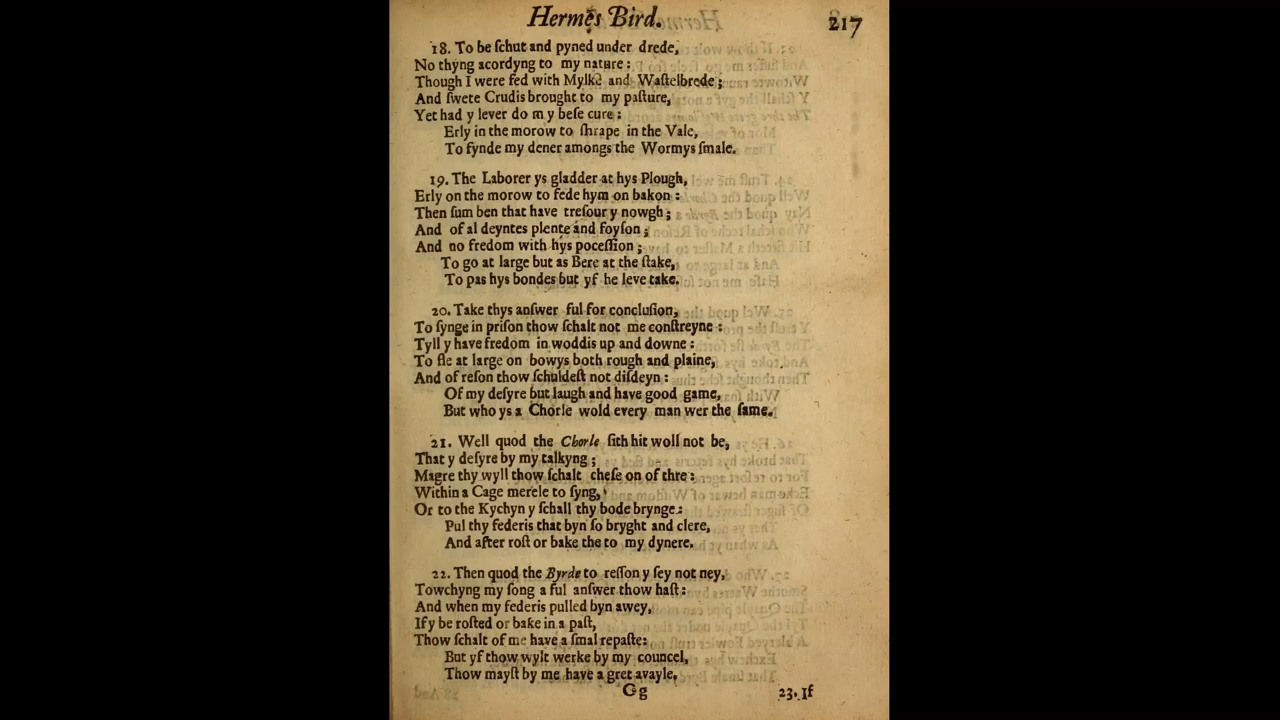 Hermes Bird. 217
18. To be ſchut and pyned under drede,
No thyng acordyng to my nature:
Though I were fed with Mylke and Waſtelbrede;
And ſwete Crudis brought to my paſture,
Yet had y lever do m y beſe cure:
Erly in the morow to ſhrape in the Vale,
To fynde my dener amongs the Wormys ſmale.
19. The Laborer ys gladder at hys Plough,
Erly on the morow to fede hym on bakon:
Then ſum ben that have treſour y nowgh;
And of al deyntes plente and foyſon;
And no fredom with hys poceſſion;
To go at large but as Bere at the ſtake,
To pas hys bondes but yf he leve take.
20. Take thys anſwer ful for concluſion,
To ſynge in priſon thow ſchalt not me conſtreyne:
Tyll y have fredom in woddis up and downe:
To fle at large on bowys both rough and plaine,
And of reſon thow ſchuldeſt not diſdeyn:
Of my deſyre but laugh and have good game,
But who ys a Chorle wold every man wer the ſame.
21. Well quod the Chorle ſith hit woll not be,
That y deſyre by my talkyng;
Magre thy wyll thow ſchalt cheſe on of thre:
Within a Cage merele to ſyng,
Or to the Kychyn y ſchall thy bode brynge:
Pul thy federis that byn ſo bryght and clere,
And after roſt or bake the to my dynere.
22. Then quod the Byrde to reſſon y ſey not ney,
Towchyng my ſong a ful anſwer thow haſt:
And when my federis pulled byn awey,
If y be roſted or bake in a paſt,
Thow ſchalt of me have a ſmal repaſte:
But yf thow wylt werke by my councel,
Thow mayſt by me have a gret avayle,
Gg 23. If